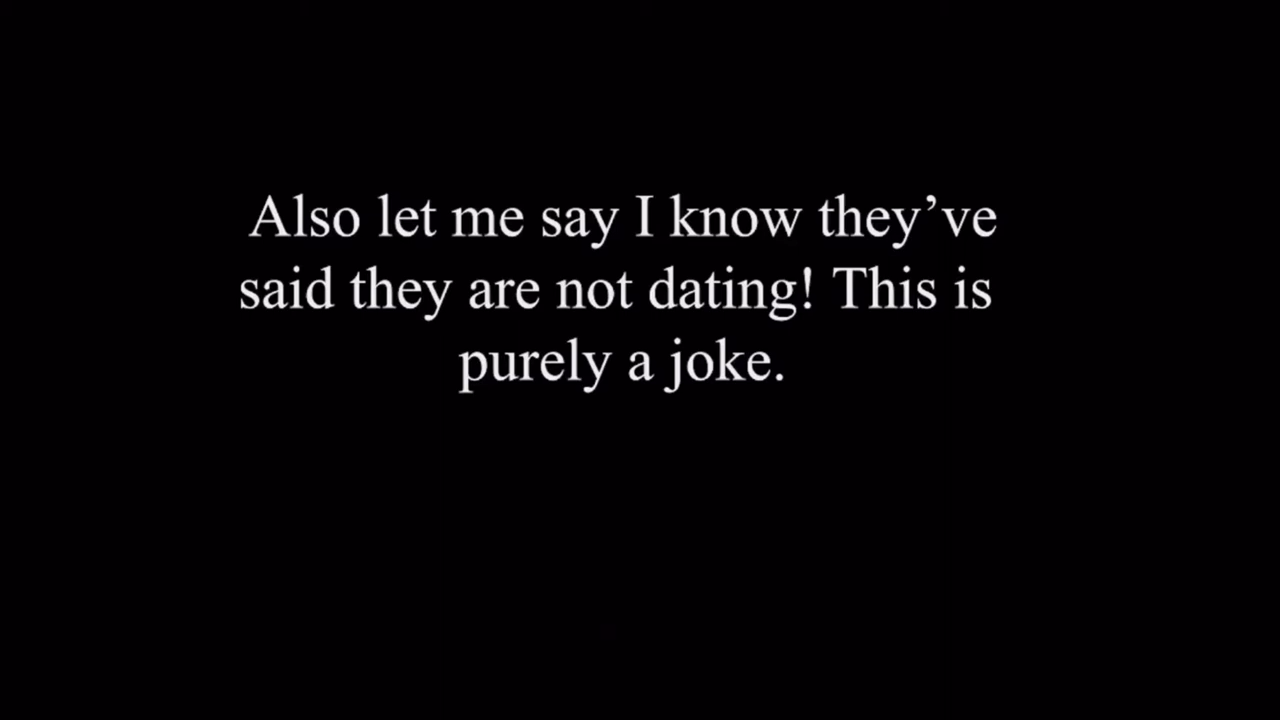 Also let me say I know they’ve
said they are not dating! This is
purely a joke.